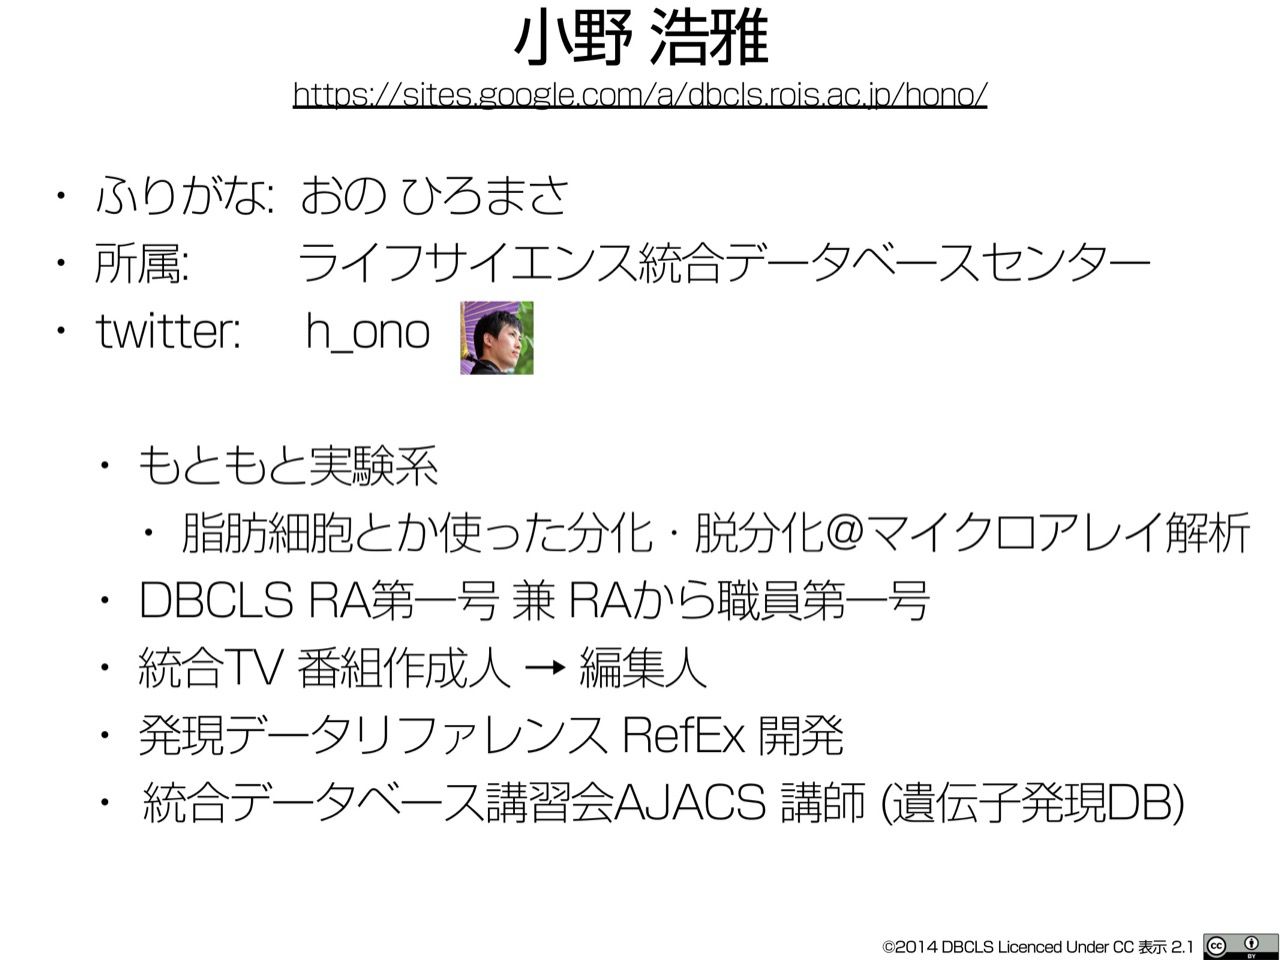 小野 浩雅
https://sites.google.com/a/dbcls.rois.ac.jp/hono/
・ ふりがな: おの ひろまさ
・ 所属: ライフサイエンス統合データベースセンター
・ twitter: h_ono
・ もともと実験系
・ 脂肪細胞とか使った分化・脱分化@マイクロアレイ解析
・ DBCLS RA第一号 兼 RAから職員第一号
・ 統合TV 番組作成人 → 編集人
・ 発現データリファレンス RefEx 開発
・ 統合データベース講習会AJACS 講師 (遺伝子発現DB)
©2014 DBCLS Licenced Under CC 表示 2.1
cc BY